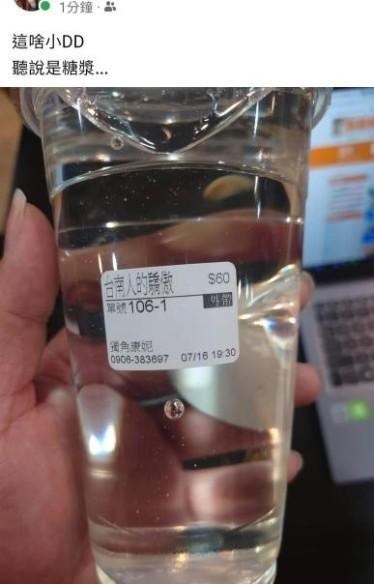 1分鐘
這啥小DD
聽說是糖漿...
台南人的驕傲 $60
單號106-1 外帶
獨角康妮
0906-383697 07/16 19:30